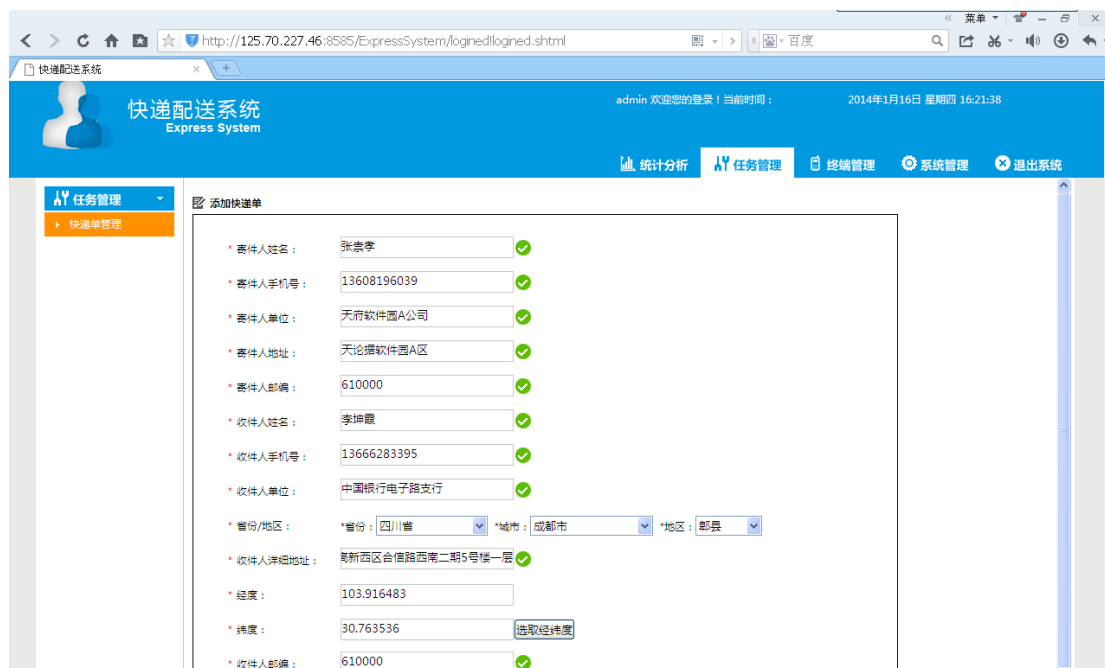 菜单
http://125.70.227.46:8585/ExpressSystem/logined!logined.shtml
百度
快递配送系统
快递配送系统
Express System
admin 欢迎您的登录！当前时间：
2014年1月16日 星期四 16:21:38
统计分析
任务管理
终端管理
系统管理
退出系统
任务管理
快递单管理
添加快递单
* 寄件人姓名： 张崇孝
* 寄件人手机号： 13608196039
* 寄件人单位： 天府软件园A公司
* 寄件人地址： 天论据软件园A区
* 寄件人邮编： 610000
* 收件人姓名： 李坤霞
* 收件人手机号： 13666283395
* 收件人单位： 中国银行电子路支行
* 省份/地区： *省份： 四川省 *城市： 成都市 *地区： 郫县
* 收件人详细地址： 新西区合信路西南二期5号楼一层
* 经度： 103.916483
* 纬度： 30.763536 选取经纬度
* 收件人邮编： 610000